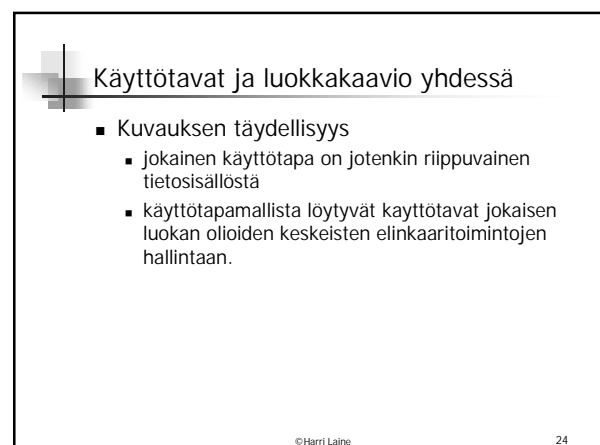 Käyttötavat ja luokkakaavio yhdessä
Kuvauksen täydellisyys
jokainen käyttötapa on jotenkin riippuvainen
tietosisällöstä
käyttötapamallista löytyvät kayttötavat jokaisen
luokan olioiden keskeisten elinkaaritoimintojen
hallintaan.
©Harri Laine
24